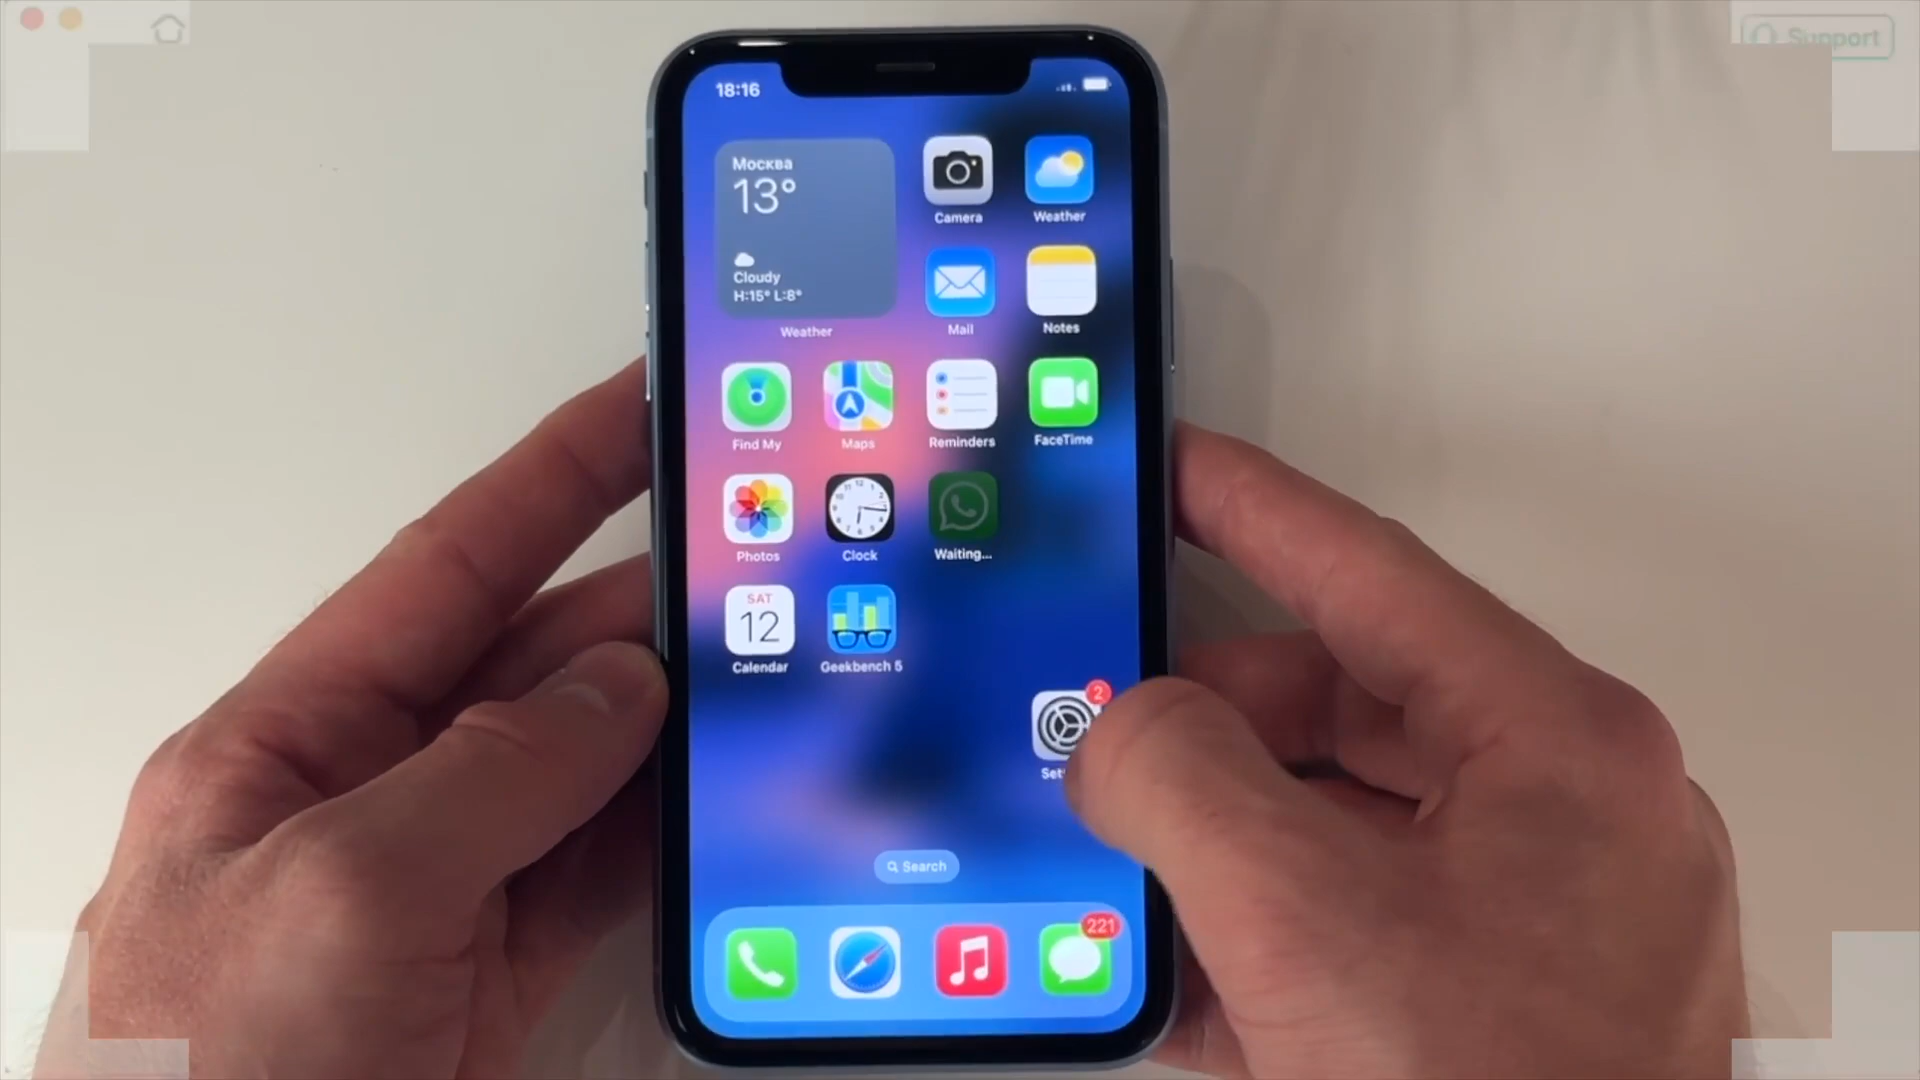 Support
18:16
Москва
13°
Cloudy
H:15° L:8°
Weather
Camera
Weather
Mail
Notes
Find My
Maps
Reminders
FaceTime
Photos
Clock
Waiting...
SAT
12
Calendar
Geekbench 5
2
Search
221